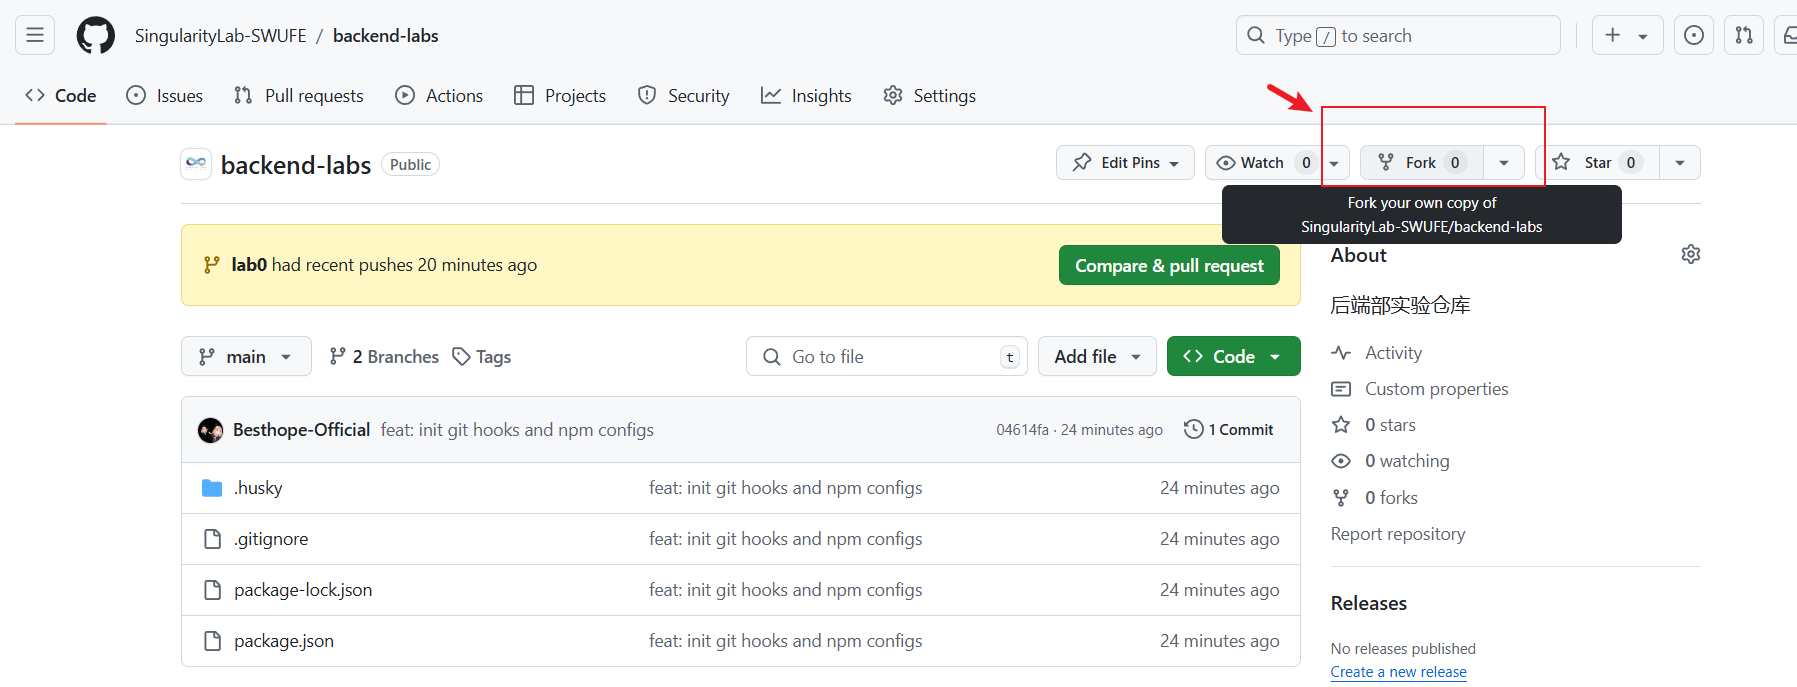 SingularityLab-SWUFE / backend-labs
Type / to search
Code Issues Pull requests Actions Projects Security Insights Settings
backend-labs Public
Edit Pins Watch 0 Fork 0 Star 0
Fork your own copy of
SingularityLab-SWUFE/backend-labs
lab0 had recent pushes 20 minutes ago
Compare & pull request
main 2 Branches Tags
Go to file t
Add file
Code
Besthope-Official feat: init git hooks and npm configs 04614fa · 24 minutes ago 1 Commit
.husky feat: init git hooks and npm configs 24 minutes ago
.gitignore feat: init git hooks and npm configs 24 minutes ago
package-lock.json feat: init git hooks and npm configs 24 minutes ago
package.json feat: init git hooks and npm configs 24 minutes ago
About
后端部实验仓库
Activity
Custom properties
0 stars
0 watching
0 forks
Report repository
Releases
No releases published
Create a new release